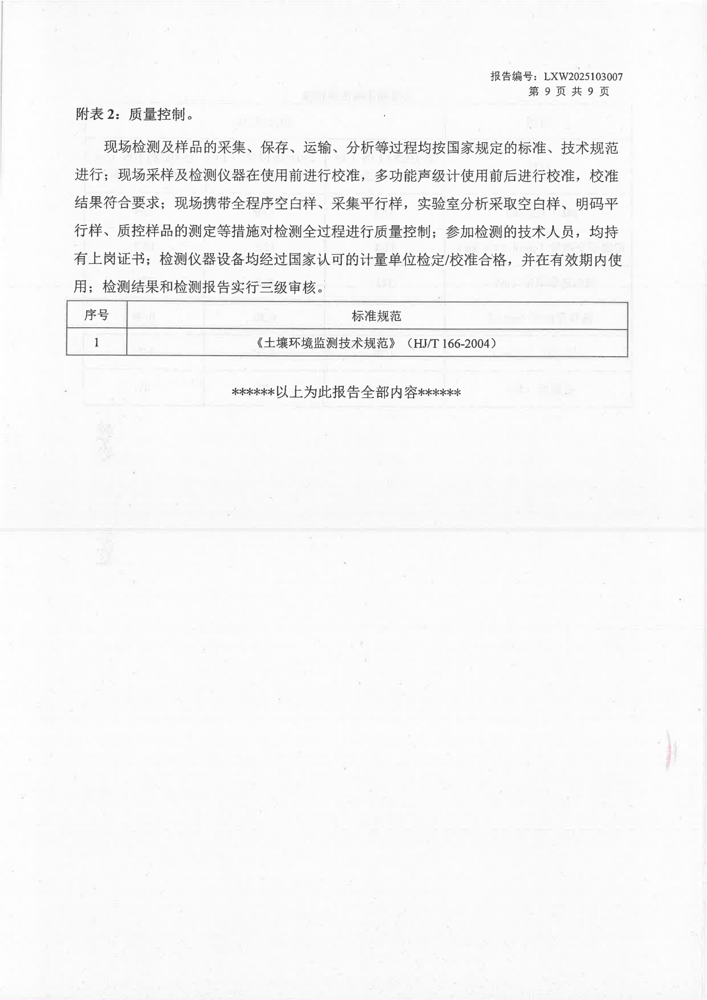 报告编号：LXW2025103007
第 9 页 共 9 页
附表 2：质量控制。
现场检测及样品的采集、保存、运输、分析等过程均按国家规定的标准、技术规范
进行；现场采样及检测仪器在使用前进行校准，多功能声级计使用前后进行校准，校准
结果符合要求；现场携带全程序空白样、采集平行样，实验室分析采取空白样、明码平
行样、质控样品的测定等措施对检测全过程进行质量控制；参加检测的技术人员，均持
有上岗证书；检测仪器设备均经过国家认可的计量单位检定/校准合格，并在有效期内使
用；检测结果和检测报告实行三级审核。
序号 标准规范
1 《土壤环境监测技术规范》（HJ/T 166-2004）
******以上为此报告全部内容******